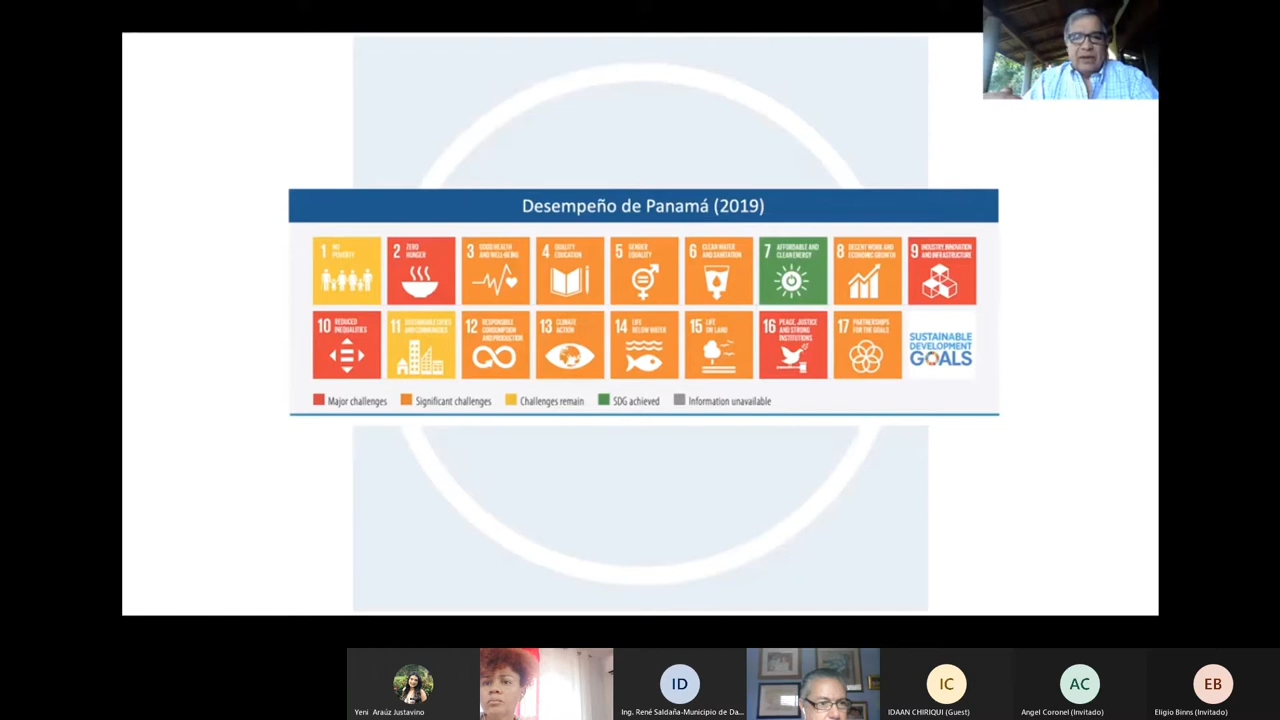 Desempeño de Panamá (2019)
1 NO POVERTY
2 ZERO HUNGER
3 GOOD HEALTH AND WELL-BEING
4 QUALITY EDUCATION
5 GENDER EQUALITY
6 CLEAN WATER AND SANITATION
7 AFFORDABLE AND CLEAN ENERGY
8 DECENT WORK AND ECONOMIC GROWTH
9 INDUSTRY, INNOVATION AND INFRASTRUCTURE
10 REDUCED INEQUALITIES
11 SUSTAINABLE CITIES AND COMMUNITIES
12 RESPONSIBLE CONSUMPTION AND PRODUCTION
13 CLIMATE ACTION
14 LIFE BELOW WATER
15 LIFE ON LAND
16 PEACE, JUSTICE AND STRONG INSTITUTIONS
17 PARTNERSHIPS FOR THE GOALS
SUSTAINABLE
DEVELOPMENT
GOALS
Major challenges Significant challenges Challenges remain SDG achieved Information unavailable
ID IC AC EB
Yeni Araúz Justavino Ing. René Saldaña-Municipio de Da... IDAAN CHIRIQUI (Guest) Angel Coronel (Invitado) Eligio Binns (Invitado)